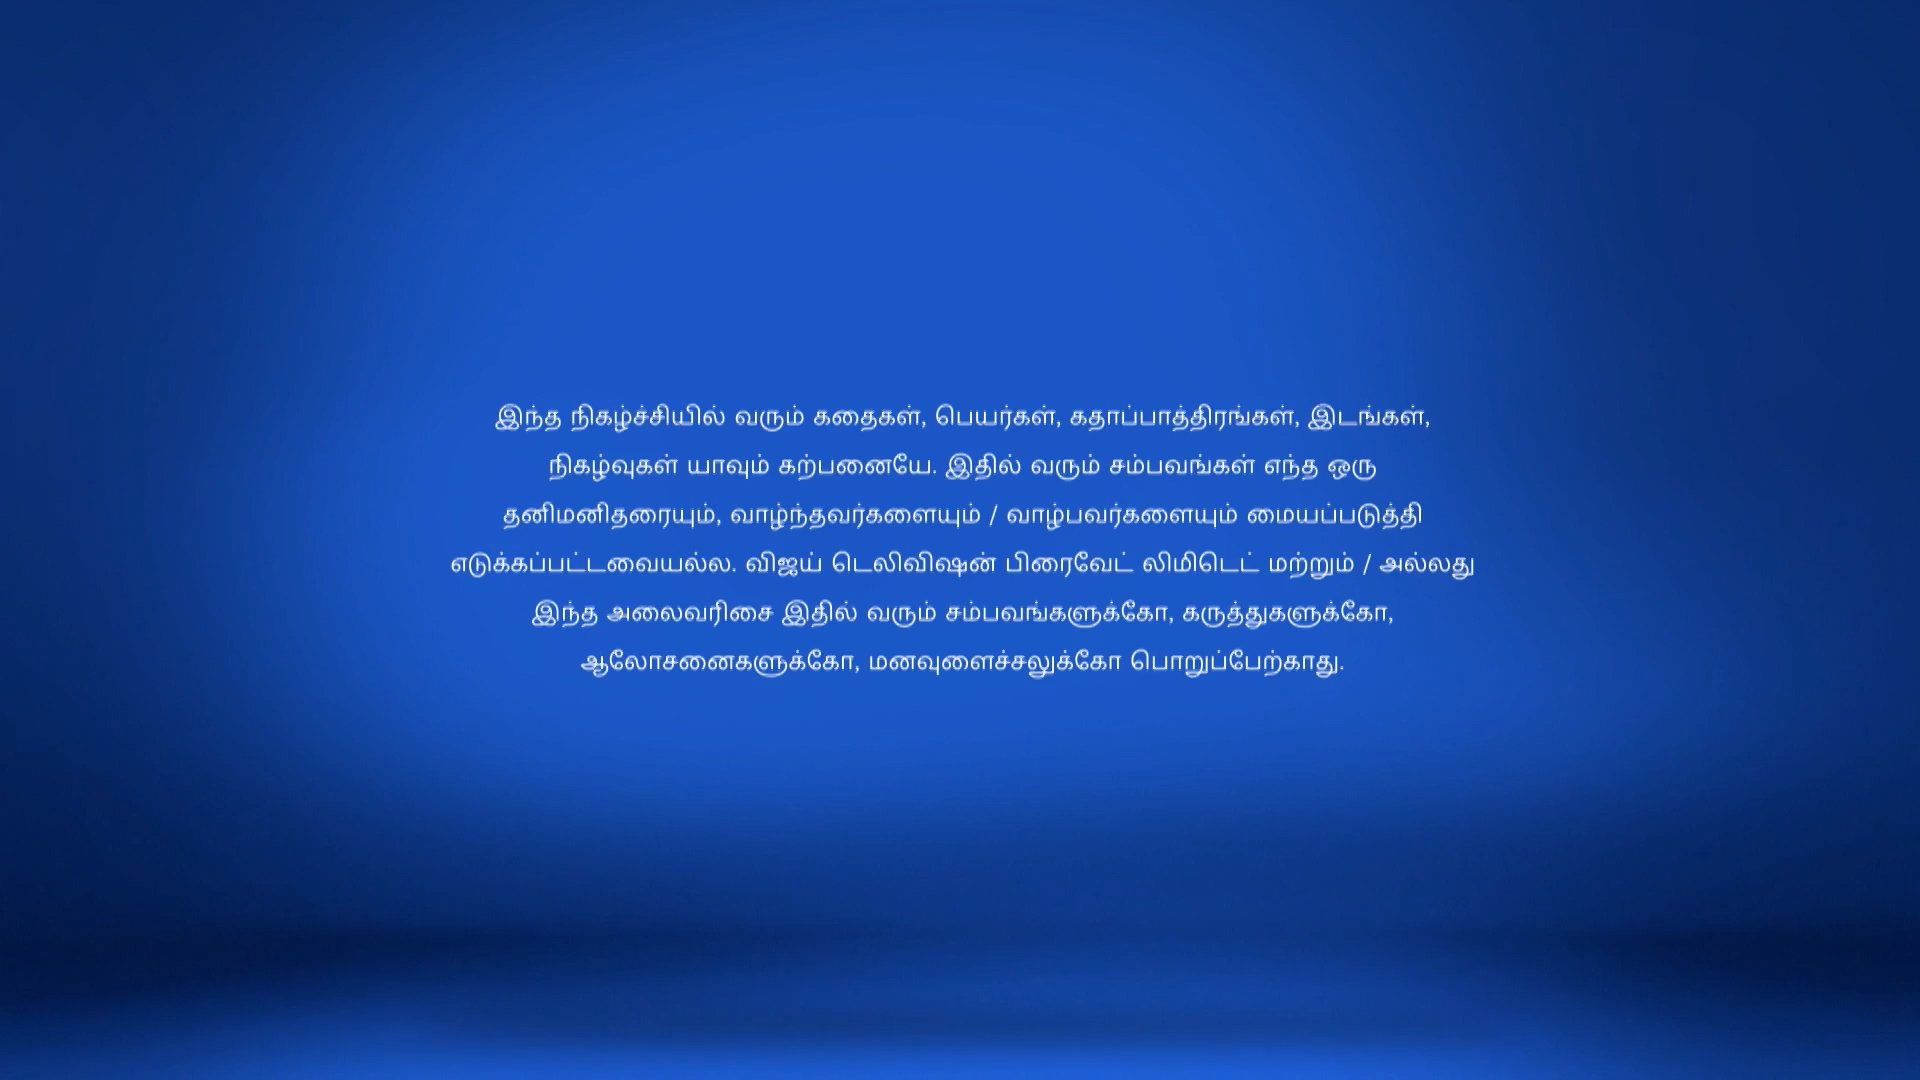 இந்த நிகழ்ச்சியில் வரும் கதைகள், பெயர்கள், கதாப்பாத்திரங்கள், இடங்கள்,
நிகழ்வுகள் யாவும் கற்பனையே. இதில் வரும் சம்பவங்கள் எந்த ஒரு
தனிமனிதரையும், வாழ்ந்தவர்களையும் / வாழ்பவர்களையும் மையப்படுத்தி
எடுக்கப்பட்டவையல்ல. விஜய் டெலிவிஷன் பிரைவேட் லிமிடெட் மற்றும் / அல்லது
இந்த அலைவரிசை இதில் வரும் சம்பவங்களுக்கோ, கருத்துகளுக்கோ,
ஆலோசனைகளுக்கோ, மனவுளைச்சலுக்கோ பொறுப்பேற்காது.